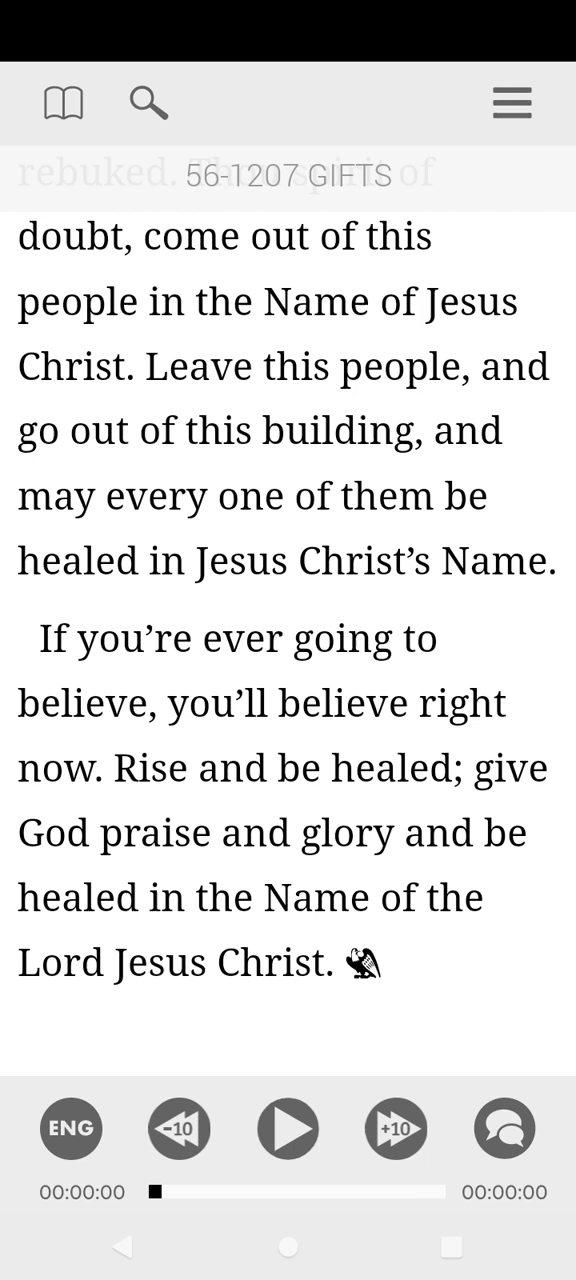 rebuked. Thou spirit of
56-1207 GIFTS
doubt, come out of this
people in the Name of Jesus
Christ. Leave this people, and
go out of this building, and
may every one of them be
healed in Jesus Christ’s Name.
If you’re ever going to
believe, you’ll believe right
now. Rise and be healed; give
God praise and glory and be
healed in the Name of the
Lord Jesus Christ.
ENG
-10
+10
00:00:00
00:00:00